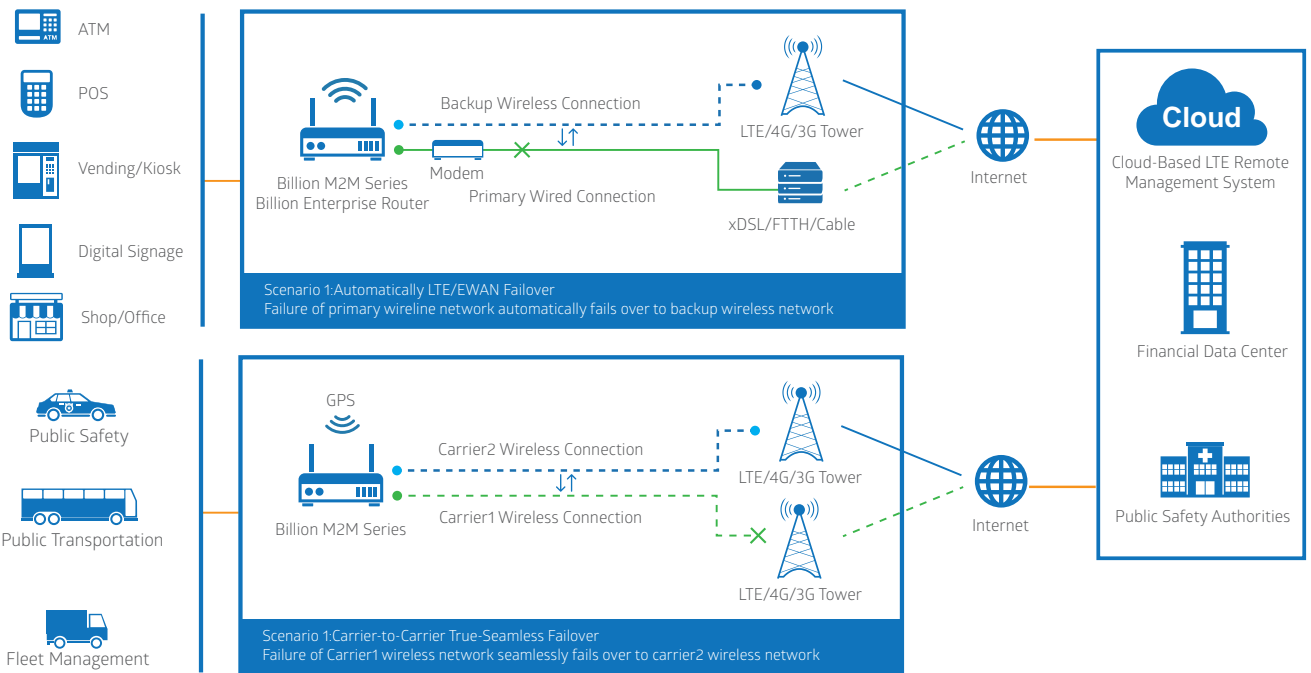 ATM
ATM
POS
Vending/Kiosk
Digital Signage
Shop/Office
Backup Wireless Connection
LTE/4G/3G Tower
Billion M2M Series
Billion Enterprise Router
Modem
Primary Wired Connection
xDSL/FTTH/Cable
Scenario 1:Automatically LTE/EWAN Failover
Failure of primary wireline network automatically fails over to backup wireless network
Internet
Public Safety
Public Transportation
Fleet Management
GPS
Carrier2 Wireless Connection
LTE/4G/3G Tower
Billion M2M Series
Carrier1 Wireless Connection
LTE/4G/3G Tower
Scenario 1:Carrier-to-Carrier True-Seamless Failover
Failure of Carrier1 wireless network seamlessly fails over to carrier2 wireless network
Internet
Cloud
Cloud-Based LTE Remote
Management System
Financial Data Center
Public Safety Authorities